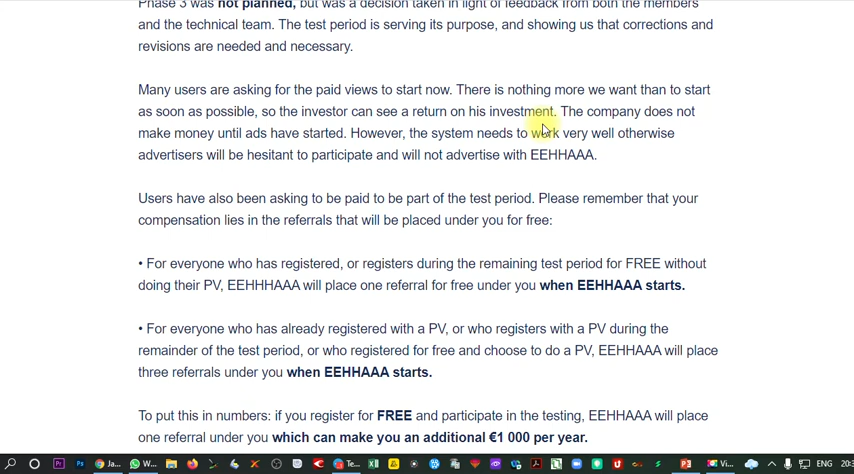 Phase 3 was not planned, but was a decision taken in light of feedback from both the members
and the technical team. The test period is serving its purpose, and showing us that corrections and
revisions are needed and necessary.
Many users are asking for the paid views to start now. There is nothing more we want than to start
as soon as possible, so the investor can see a return on his investment. The company does not
make money until ads have started. However, the system needs to work very well otherwise
advertisers will be hesitant to participate and will not advertise with EEHHAAA.
Users have also been asking to be paid to be part of the test period. Please remember that your
compensation lies in the referrals that will be placed under you for free:
• For everyone who has registered, or registers during the remaining test period for FREE without
doing their PV, EEHHHAAA will place one referral for free under you when EEHHAAA starts.
• For everyone who has already registered with a PV, or who registers with a PV during the
remainder of the test period, or who registered for free and choose to do a PV, EEHHAAA will place
three referrals under you when EEHHAAA starts.
To put this in numbers: if you register for FREE and participate in the testing, EEHHAAA will place
one referral under you which can make you an additional €1 000 per year.
Pr Ps Ja... W... Te... Vi... ENG